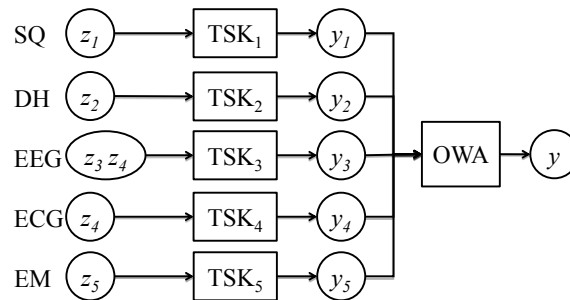 SQ z1 TSK1 y1
DH z2 TSK2 y2
EEG z3 z4 TSK3 y3 OWA y
ECG z4 TSK4 y4
EM z5 TSK5 y5